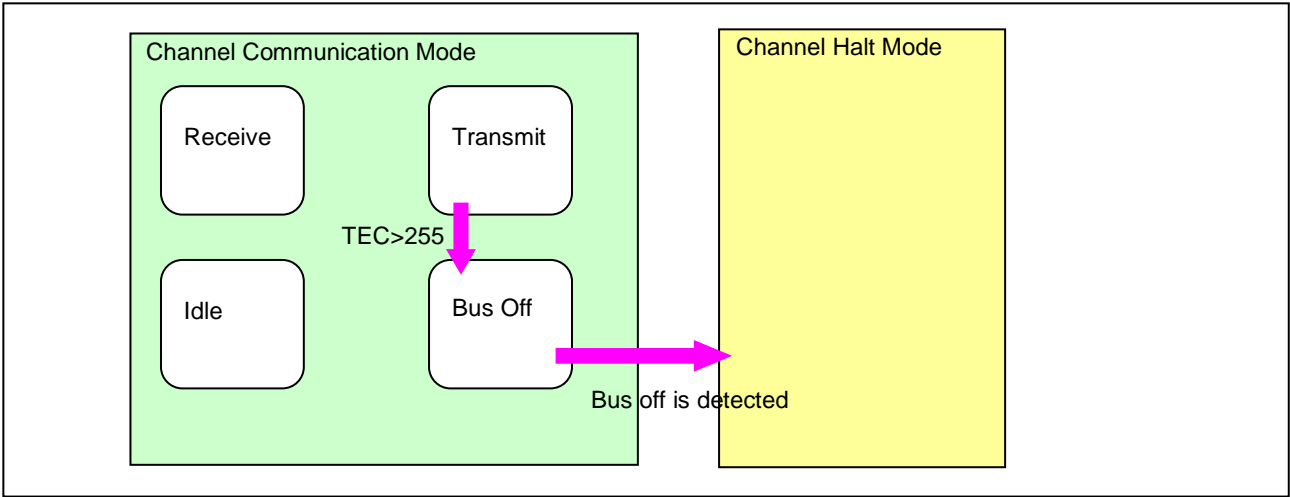 Channel Communication Mode
Channel Halt Mode
Receive
Transmit
TEC>255
Idle
Bus Off
Bus off is detected